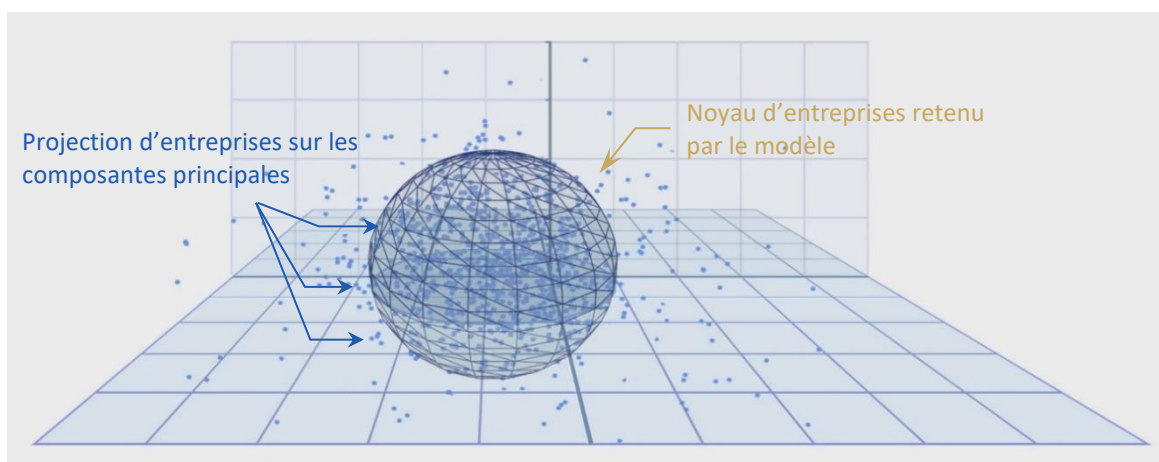 Projection d’entreprises sur les
composantes principales
Noyau d’entreprises retenu
par le modèle